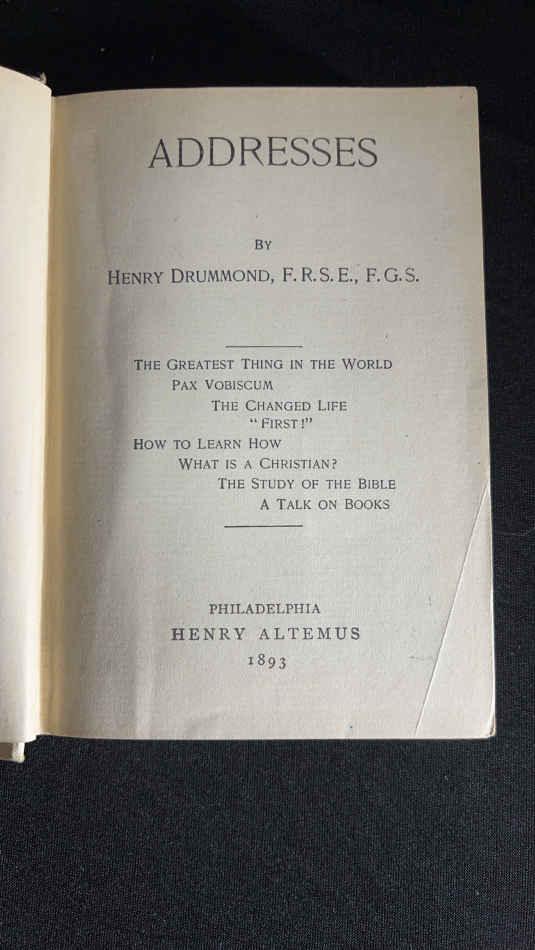 ADDRESSES
BY
HENRY DRUMMOND, F.R.S.E., F.G.S.
THE GREATEST THING IN THE WORLD
PAX VOBISCUM
THE CHANGED LIFE
"FIRST!"
HOW TO LEARN HOW
WHAT IS A CHRISTIAN?
THE STUDY OF THE BIBLE
A TALK ON BOOKS
PHILADELPHIA
HENRY ALTEMUS
1893